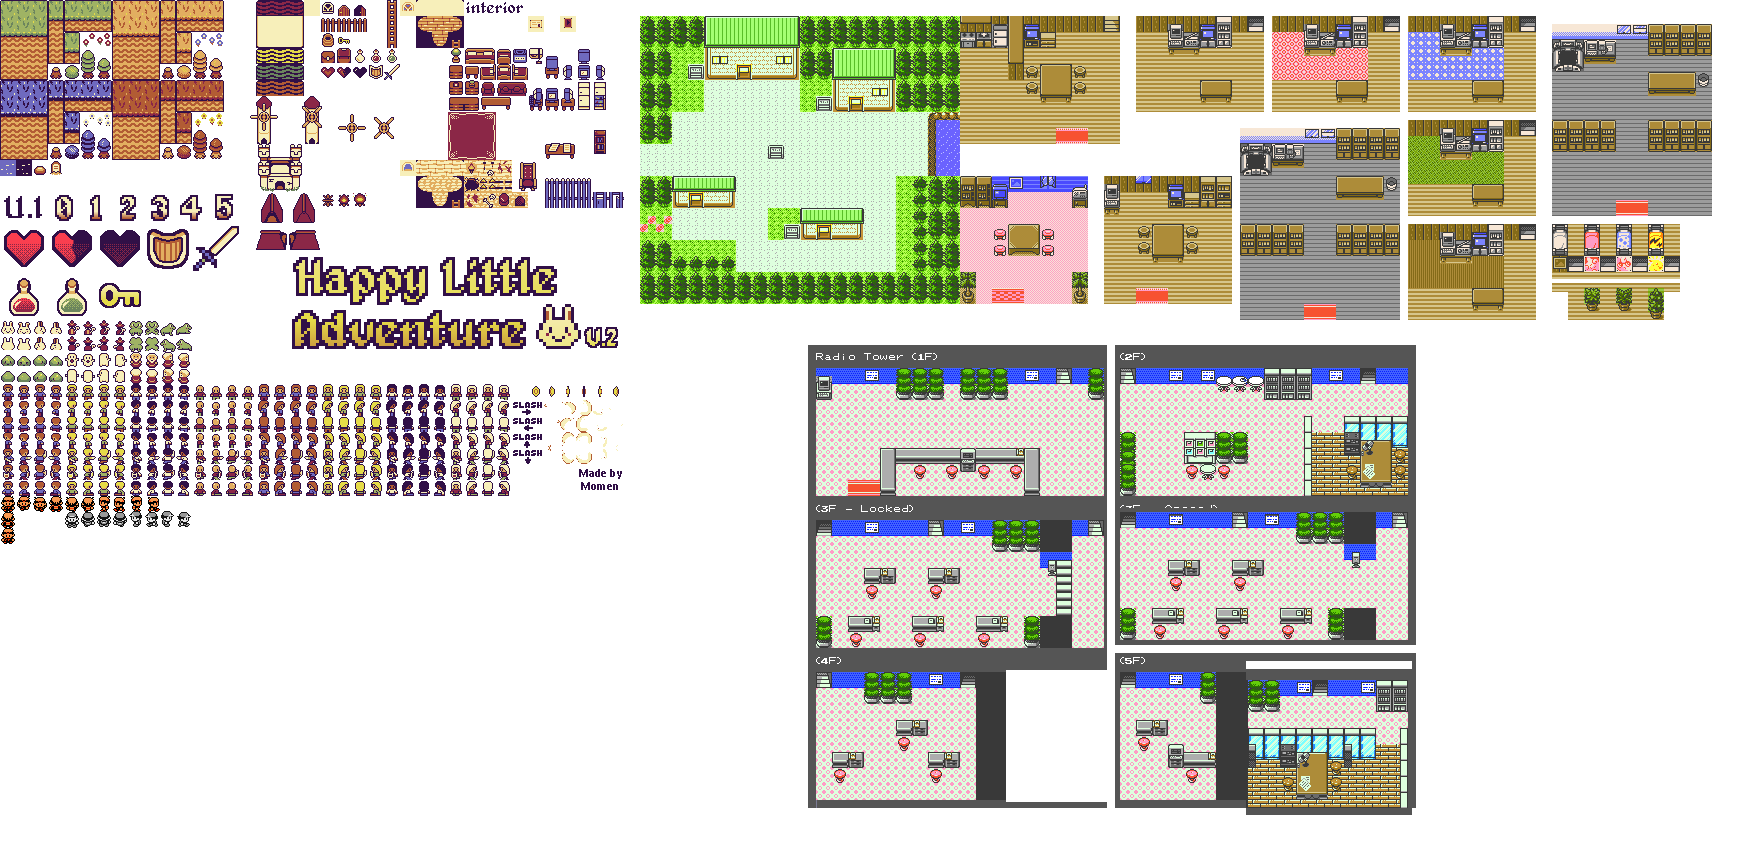 interior
U.1 0 1 2 3 4 5
Happy Little
Adventure U.2
SLASH
SLASH
SLASH
SLASH
Made by
Momen
Radio Tower (1F)
(2F)
(3F - Locked)
(4F)
(5F)